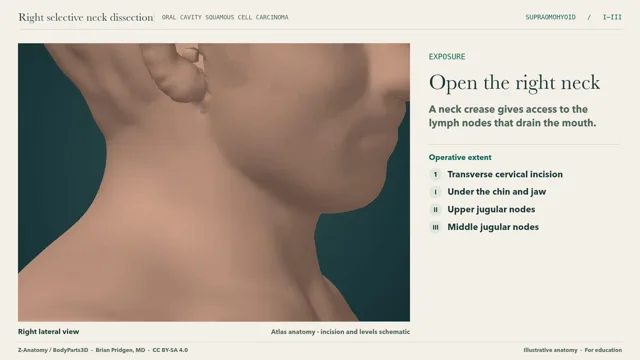 Right selective neck dissection
ORAL CAVITY SQUAMOUS CELL CARCINOMA
SUPRAOMOHYOID / I–III
EXPOSURE
Open the right neck
A neck crease gives access to the
lymph nodes that drain the mouth.
Operative extent
1 Transverse cervical incision
I Under the chin and jaw
II Upper jugular nodes
III Middle jugular nodes
Right lateral view
Atlas anatomy · incision and levels schematic
Z-Anatomy / BodyParts3D · Brian Pridgen, MD · CC BY-SA 4.0
Illustrative anatomy · For education